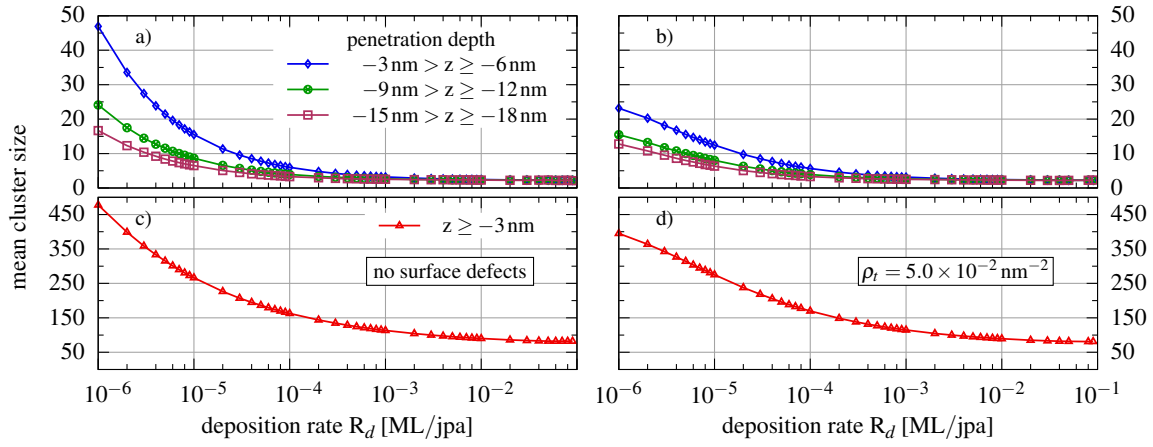 mean cluster size
50
40
30
20
10
0
a)
penetration depth
−3 nm > z ≥ −6 nm
−9 nm > z ≥ −12 nm
−15 nm > z ≥ −18 nm
b)
50
40
30
20
10
0
450
350
250
150
50
c)
z ≥ −3 nm
no surface defects
d)
ρt = 5.0 × 10−2 nm−2
450
350
250
150
50
10−6 10−5 10−4 10−3 10−2
10−6 10−5 10−4 10−3 10−2 10−1
deposition rate Rd [ML/jpa]
deposition rate Rd [ML/jpa]